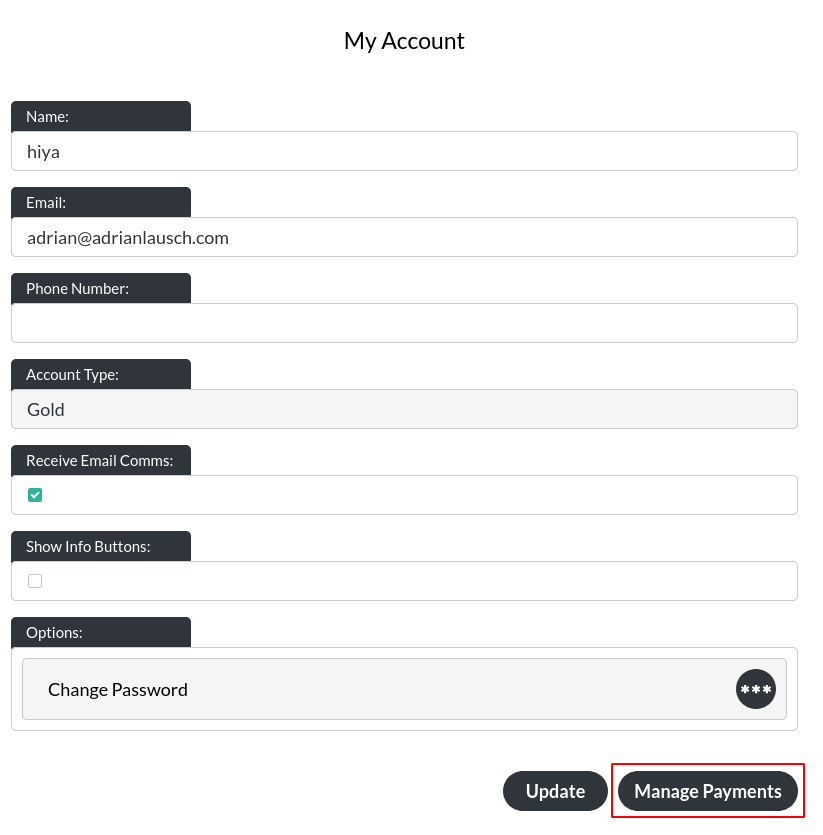 My Account
Name:
hiya
Email:
adrian@adrianlausch.com
Phone Number:
Account Type:
Gold
Receive Email Comms:
Show Info Buttons:
Options:
Change Password
***
Update Manage Payments